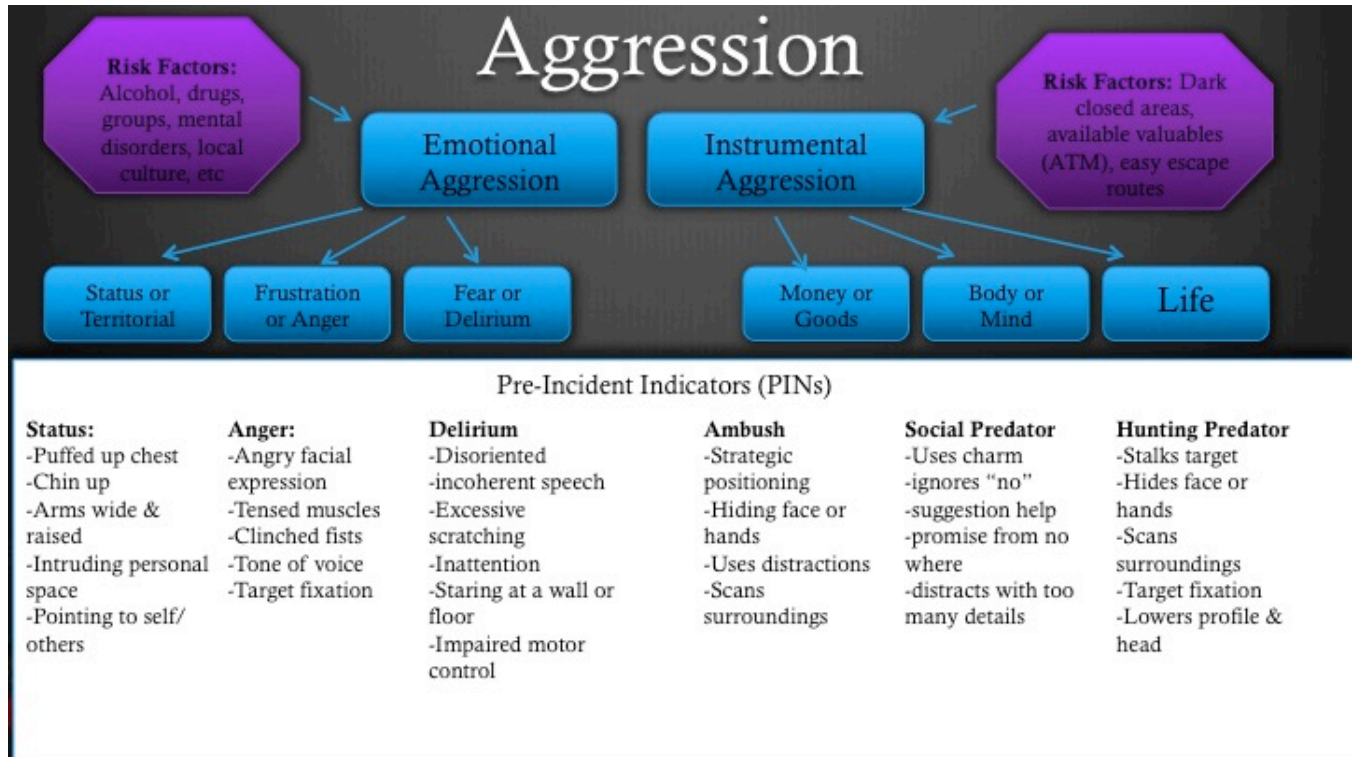 Aggression
Risk Factors:
Alcohol, drugs,
groups, mental
disorders, local
culture, etc
Emotional
Aggression
Instrumental
Aggression
Risk Factors: Dark
closed areas,
available valuables
(ATM), easy escape
routes
Status or
Territorial
Frustration
or Anger
Fear or
Delirium
Money or
Goods
Body or
Mind
Life
Pre-Incident Indicators (PINs)
Status:
-Puffed up chest
-Chin up
-Arms wide &
raised
-Intruding personal
space
-Pointing to self/
others
Anger:
-Angry facial
expression
-Tensed muscles
-Clinched fists
-Tone of voice
-Target fixation
Delirium
-Disoriented
-incoherent speech
-Excessive
scratching
-Inattention
-Staring at a wall or
floor
-Impaired motor
control
Ambush
-Strategic
positioning
-Hiding face or
hands
-Uses distractions
-Scans
surroundings
Social Predator
-Uses charm
-ignores “no”
-suggestion help
-promise from no
where
-distracts with too
many details
Hunting Predator
-Stalks target
-Hides face or
hands
-Scans
surroundings
-Target fixation
-Lowers profile &
head